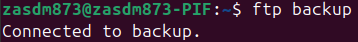 zasdm873@zasdm873-PIF:~$ ftp backup
Connected to backup.